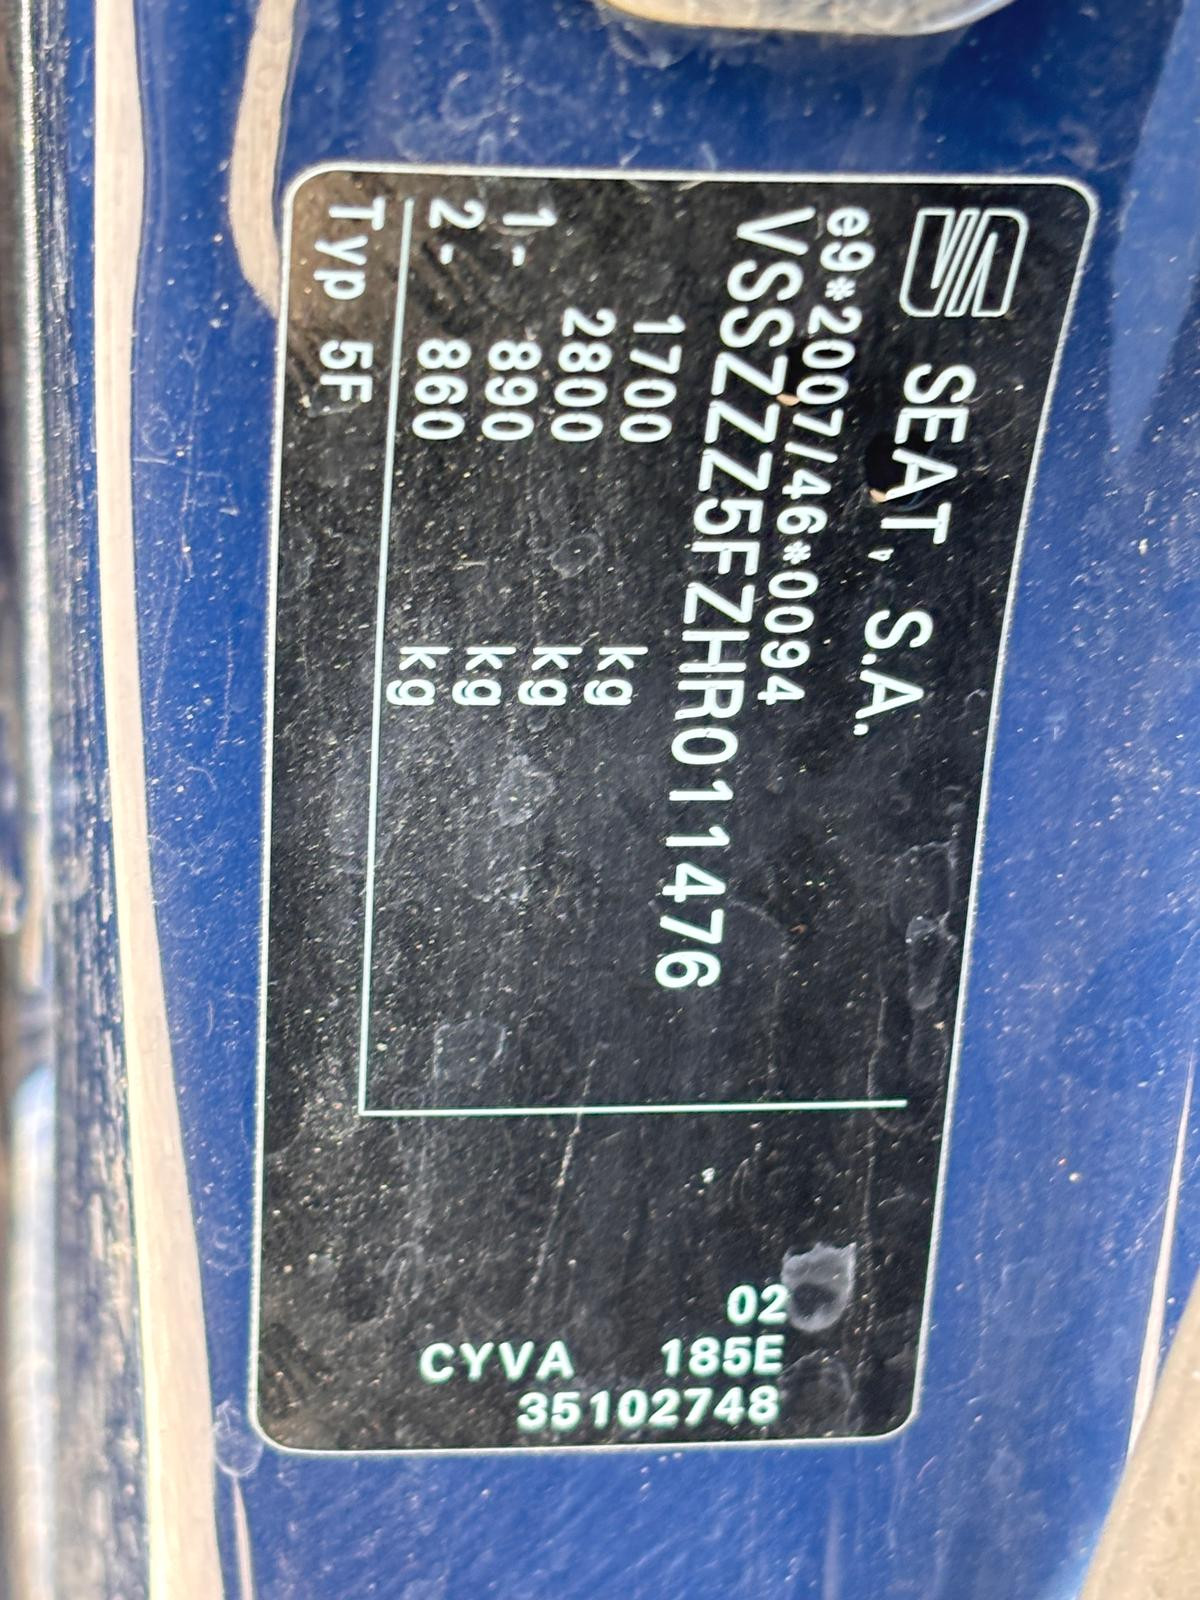 SEAT, S.A.
e9*2007/46*0094
VSSZZZ5FZHR011476
1700 kg
2800 kg
1- 890 kg
2- 860 kg
Typ 5F
02
CYVA 185E
35102748